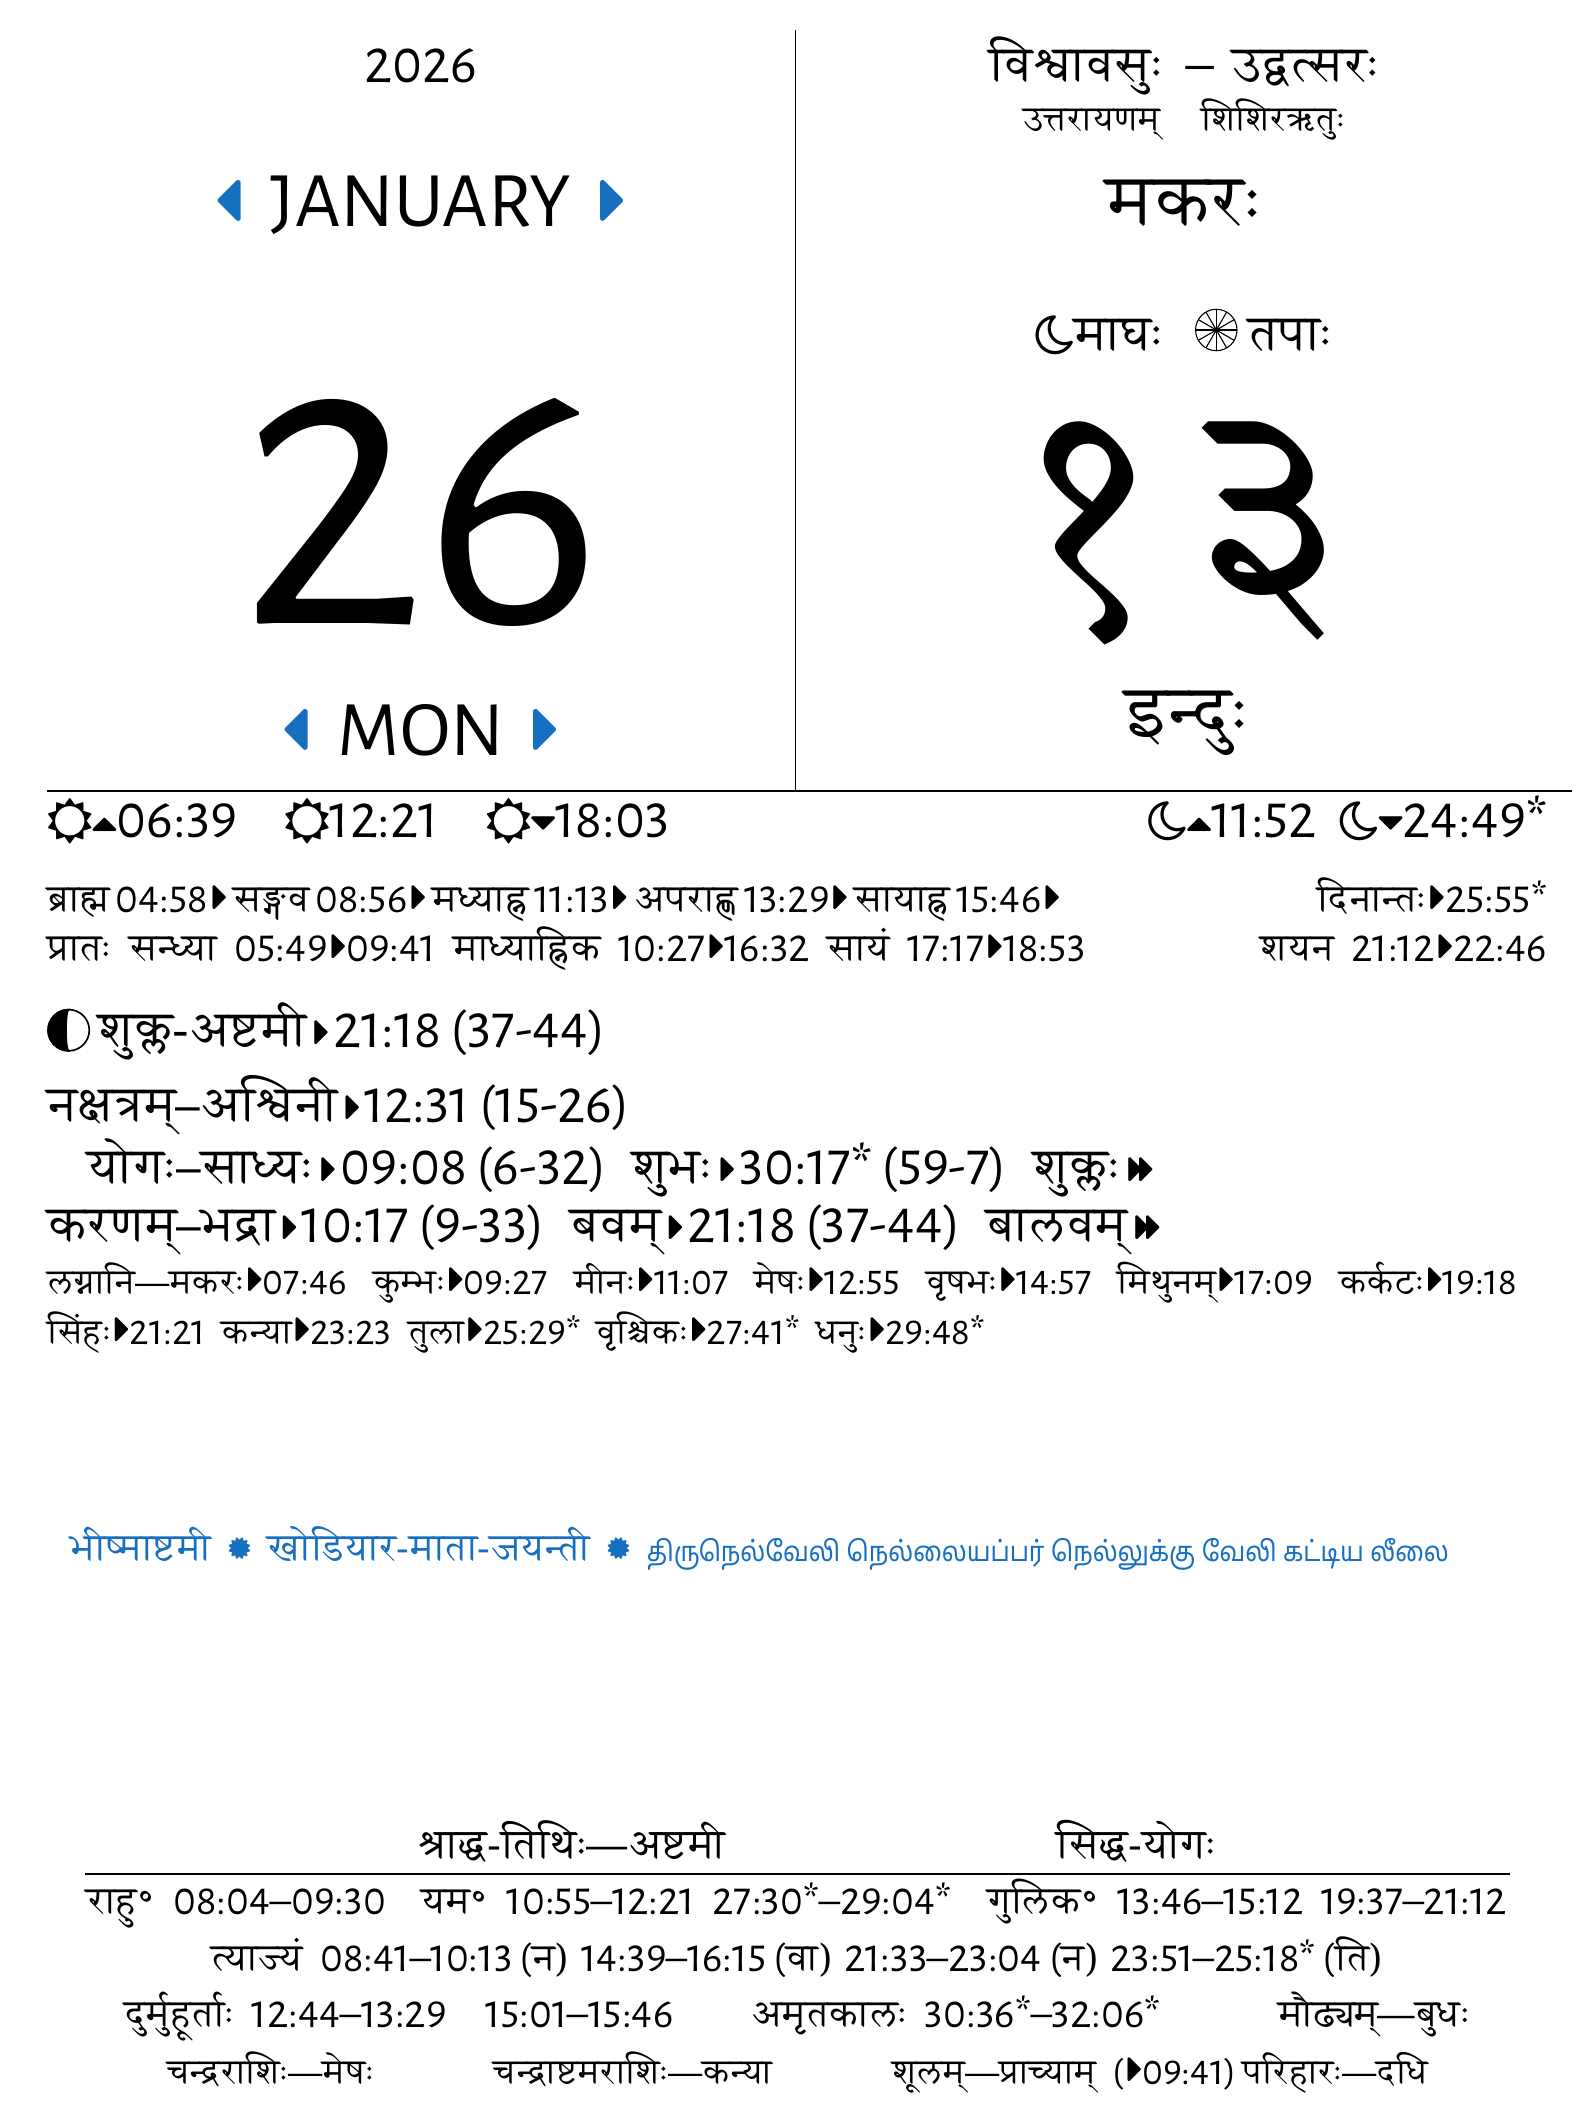 2026
JANUARY
26
MON
विश्वावसुः – उद्वत्सरः
उत्तरायणम् शिशिरऋतुः
मकरः
माघः तपाः
१३
इन्दुः
06:39 12:21 18:03 11:52 24:49*
ब्राह्म 04:58 सङ्गव 08:56 मध्याह्न 11:13 अपराह्ण 13:29 सायाह्न 15:46 दिनान्तः 25:55*
प्रातः सन्ध्या 05:49 09:41 माध्याह्निक 10:27 16:32 सायं 17:17 18:53 शयन 21:12 22:46
शुक्ल-अष्टमी 21:18 (37-44)
नक्षत्रम्–अश्विनी 12:31 (15-26)
योगः–साध्यः 09:08 (6-32) शुभः 30:17* (59-7) शुक्लः
करणम्–भद्रा 10:17 (9-33) बवम् 21:18 (37-44) बालवम्
लग्नानि—मकरः 07:46 कुम्भः 09:27 मीनः 11:07 मेषः 12:55 वृषभः 14:57 मिथुनम् 17:09 कर्कटः 19:18
सिंहः 21:21 कन्या 23:23 तुला 25:29* वृश्चिकः 27:41* धनुः 29:48*
भीष्माष्टमी ✹ खोडियार-माता-जयन्ती ✹ திருநெல்வேலி நெல்லையப்பர் நெல்லுக்கு வேலி கட்டிய லீலை
श्राद्ध-तिथिः—अष्टमी सिद्ध-योगः
राहु॰ 08:04–09:30 यम॰ 10:55–12:21 27:30*–29:04* गुलिक॰ 13:46–15:12 19:37–21:12
त्याज्यं 08:41–10:13 (न) 14:39–16:15 (वा) 21:33–23:04 (न) 23:51–25:18* (ति)
दुर्मुहूर्ताः 12:44–13:29 15:01–15:46 अमृतकालः 30:36*–32:06* मौढ्यम्—बुधः
चन्द्रराशिः—मेषः चन्द्राष्टमराशिः—कन्या शूलम्—प्राच्याम् (09:41) परिहारः—दधि